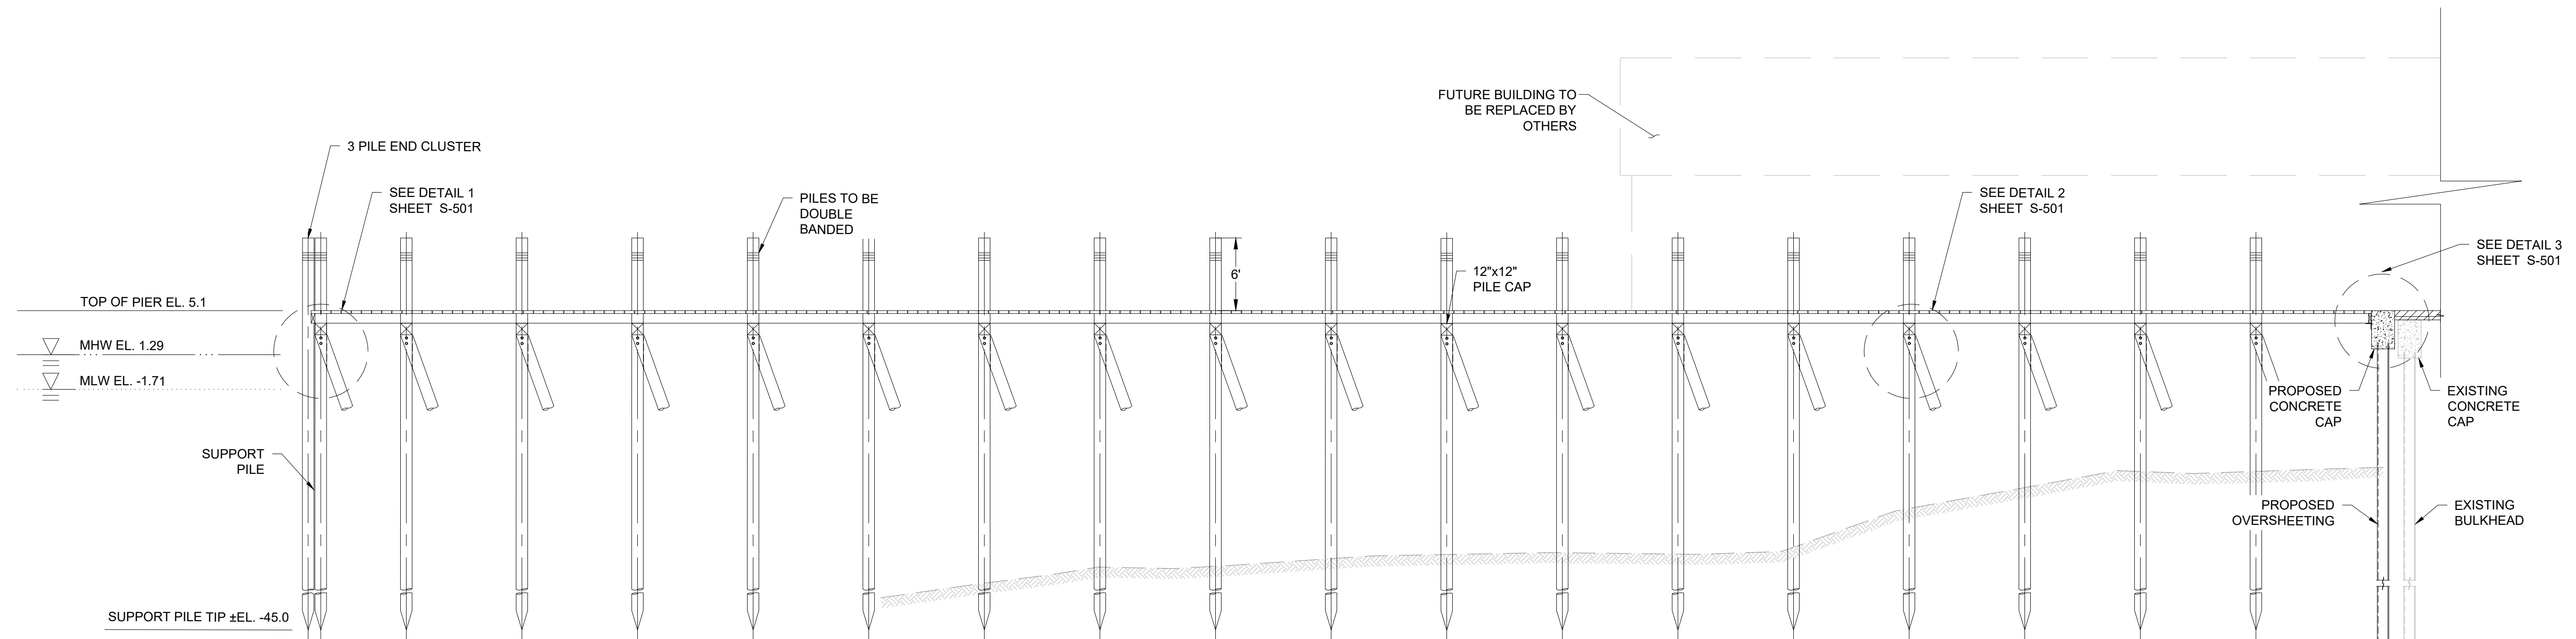 FUTURE BUILDING TO
BE REPLACED BY
OTHERS
3 PILE END CLUSTER
SEE DETAIL 1
SHEET S-501
PILES TO BE
DOUBLE
BANDED
SEE DETAIL 2
SHEET S-501
SEE DETAIL 3
SHEET S-501
6'
12"x12"
PILE CAP
TOP OF PIER EL. 5.1
MHW EL. 1.29
MLW EL. -1.71
PROPOSED
CONCRETE
CAP
EXISTING
CONCRETE
CAP
SUPPORT
PILE
PROPOSED
OVERSHEETING
EXISTING
BULKHEAD
SUPPORT PILE TIP ±EL. -45.0